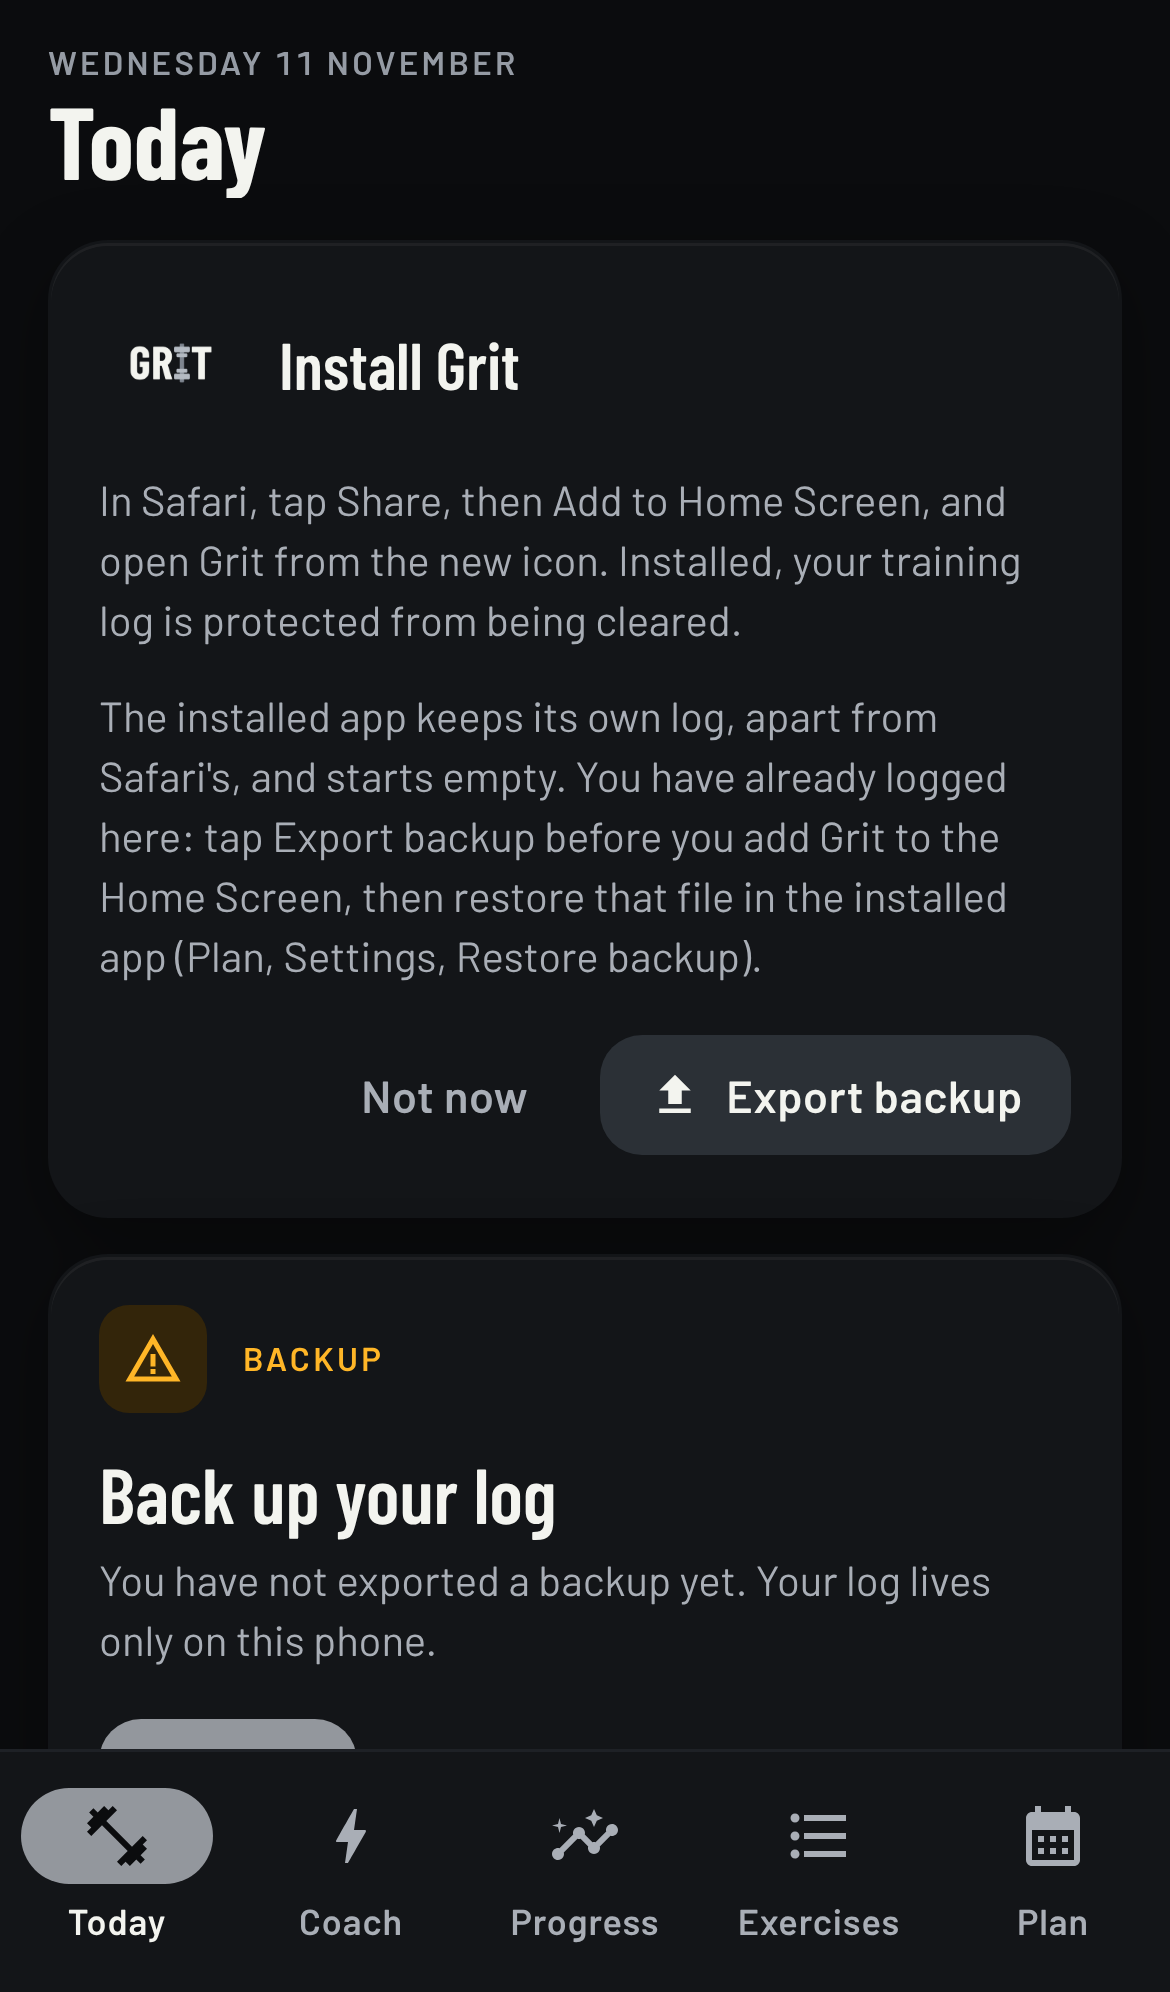 WEDNESDAY 11 NOVEMBER
Today
GRIT
Install Grit
In Safari, tap Share, then Add to Home Screen, and
open Grit from the new icon. Installed, your training
log is protected from being cleared.
The installed app keeps its own log, apart from
Safari's, and starts empty. You have already logged
here: tap Export backup before you add Grit to the
Home Screen, then restore that file in the installed
app (Plan, Settings, Restore backup).
Not now
Export backup
BACKUP
Back up your log
You have not exported a backup yet. Your log lives
only on this phone.
Today
Coach
Progress
Exercises
Plan